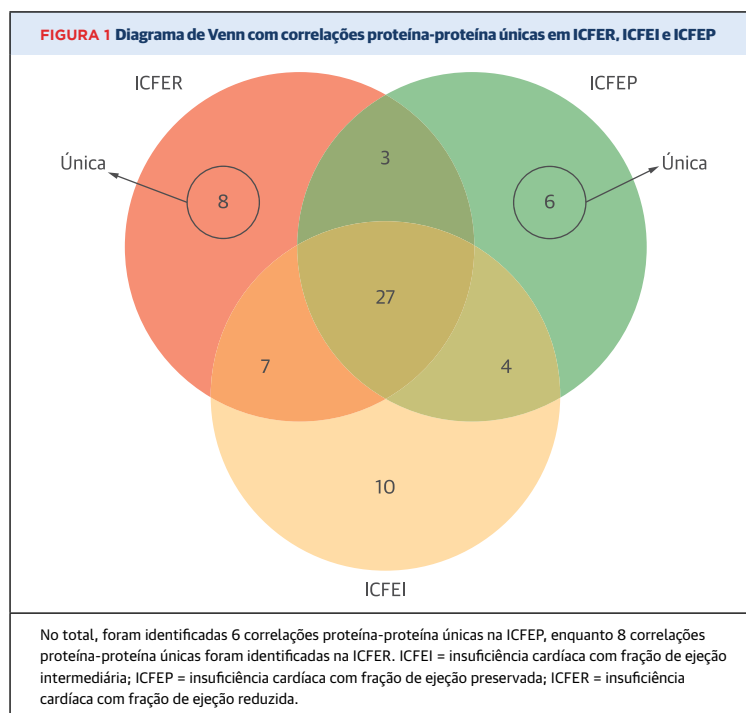 FIGURA 1 Diagrama de Venn com correlações proteína-proteína únicas em ICFER, ICFEI e ICFEP
ICFER
ICFEP
3
Única
8
6
Única
27
7
4
10
ICFEI
No total, foram identificadas 6 correlações proteína-proteína únicas na ICFEP, enquanto 8 correlações
proteína-proteína únicas foram identificadas na ICFER. ICFEI = insuficiência cardíaca com fração de ejeção
intermediária; ICFEP = insuficiência cardíaca com fração de ejeção preservada; ICFER = insuficiência
cardíaca com fração de ejeção reduzida.